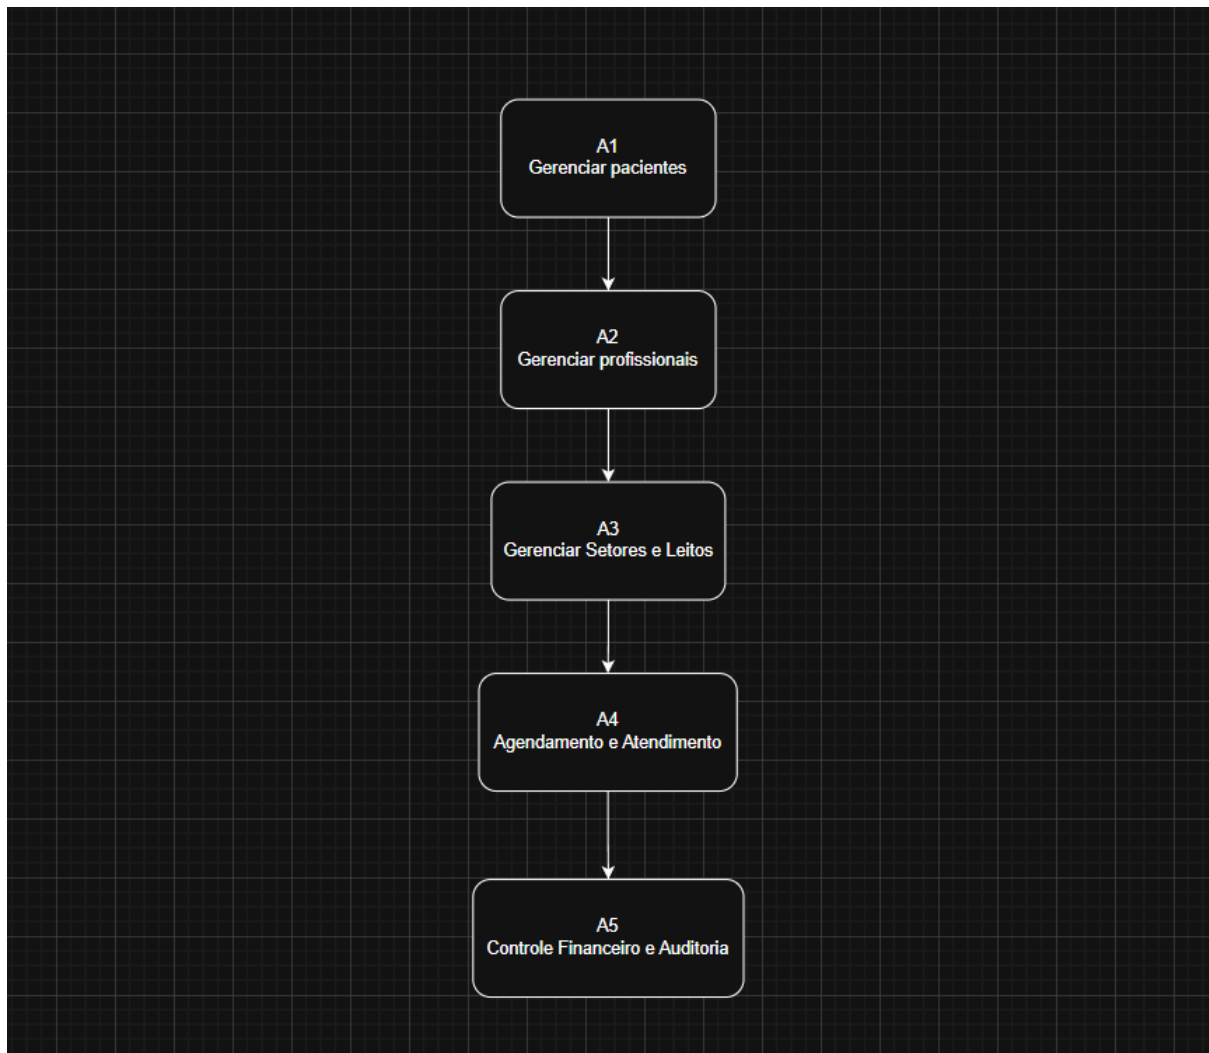 A1
Gerenciar pacientes
A2
Gerenciar profissionais
A3
Gerenciar Setores e Leitos
A4
Agendamento e Atendimento
A5
Controle Financeiro e Auditoria